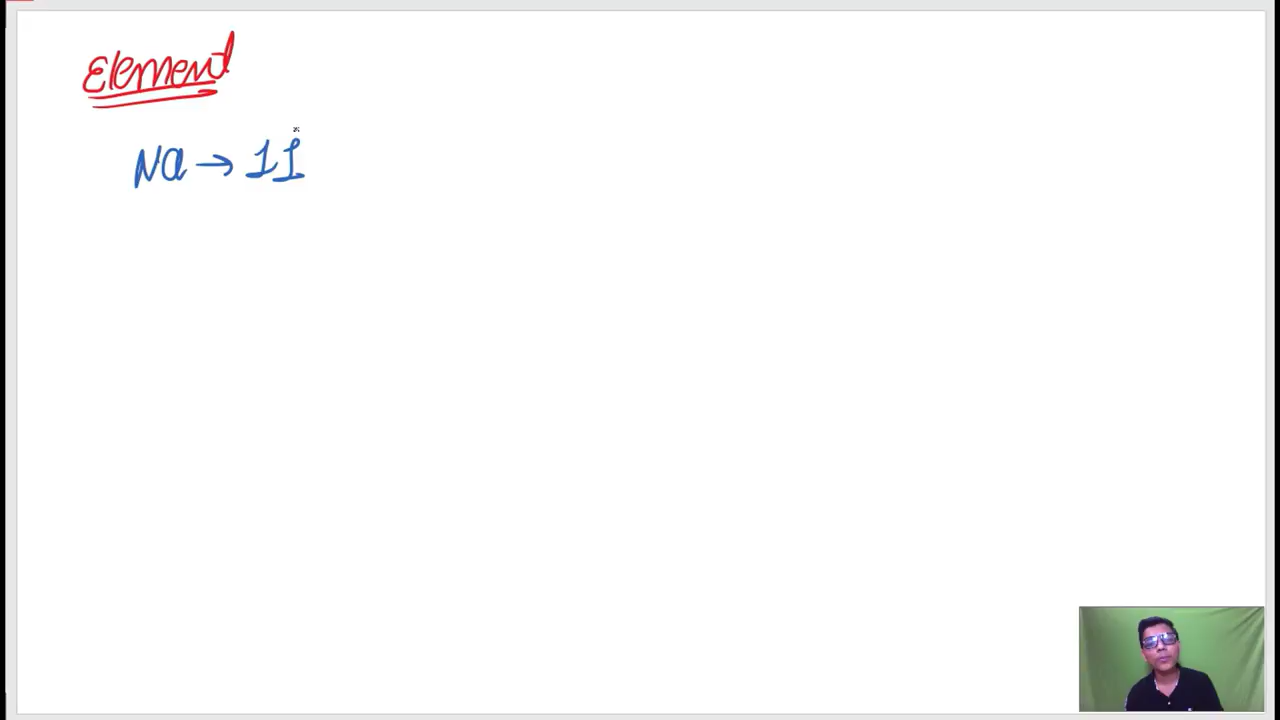 Element
Na → 11